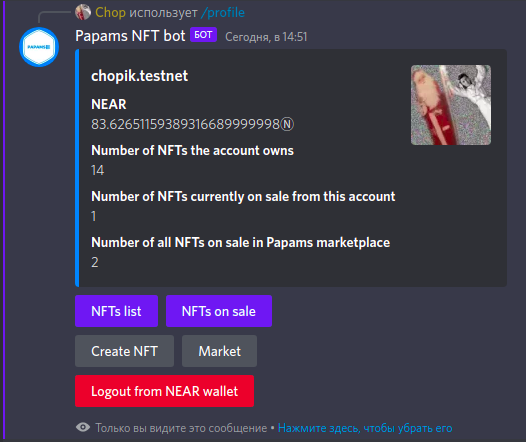 Chop использует /profile
PAPAMS
Papams NFT bot БОТ Сегодня, в 14:51
chopik.testnet
NEAR
83.62651159389316689999998Ⓝ
Number of NFTs the account owns
14
Number of NFTs currently on sale from this account
1
Number of all NFTs on sale in Papams marketplace
2
NFTs list NFTs on sale
Create NFT Market
Logout from NEAR wallet
Только вы видите это сообщение • Нажмите здесь, чтобы убрать его